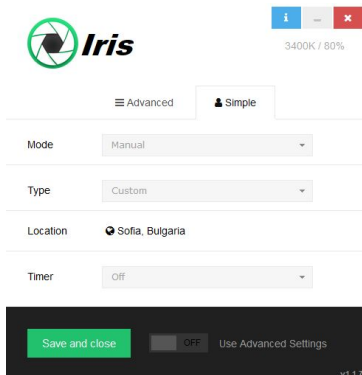 Iris
3400K / 80%
Advanced
Simple
Mode
Manual
Type
Custom
Location
Sofia, Bulgaria
Timer
Off
Save and close
OFF
Use Advanced Settings